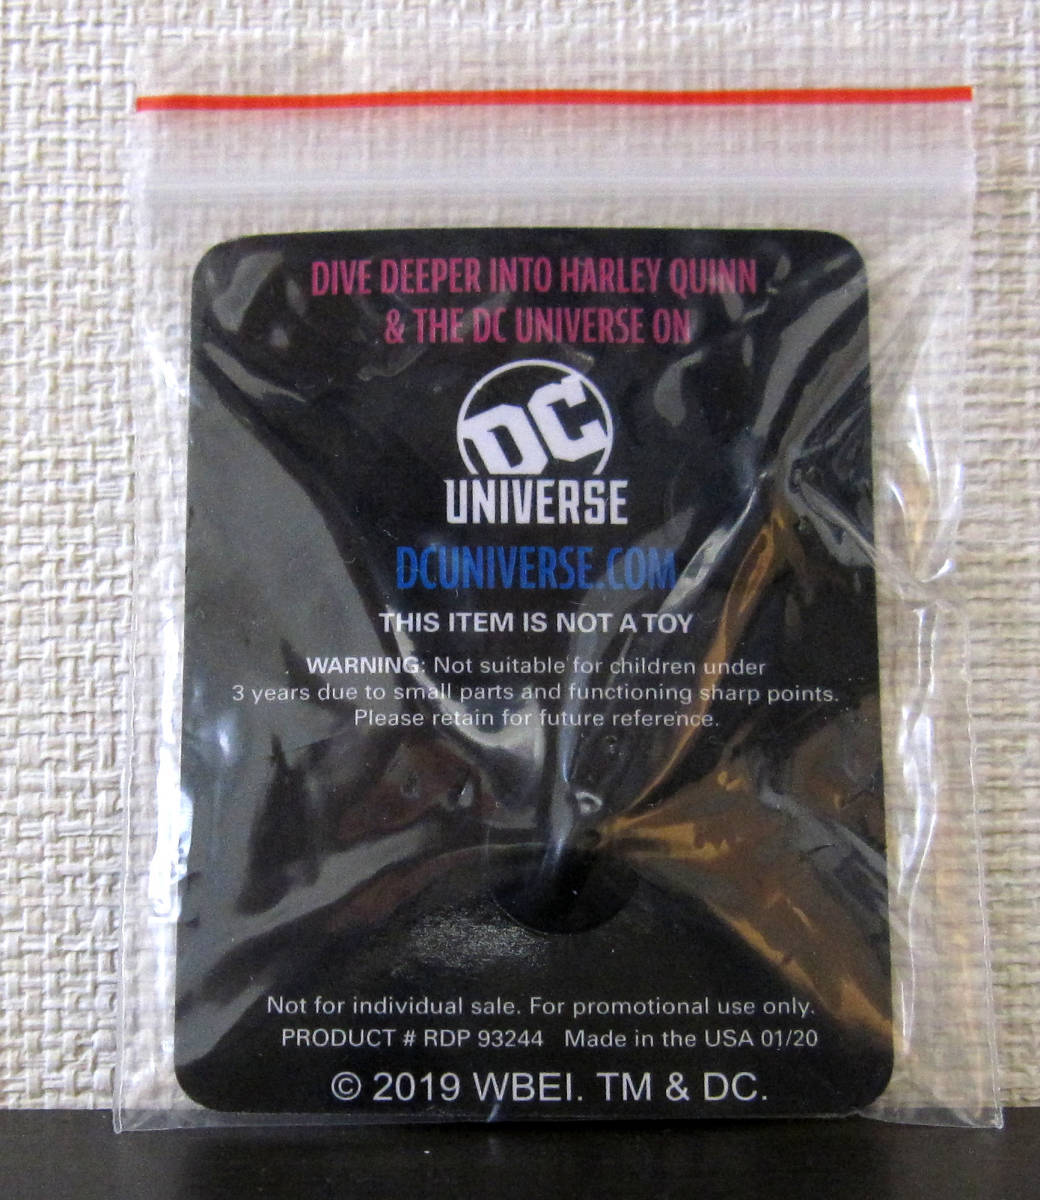 DIVE DEEPER INTO HARLEY QUINN
& THE DC UNIVERSE ON
DC
UNIVERSE
DCUNIVERSE.COM
THIS ITEM IS NOT A TOY
WARNING: Not suitable for children under
3 years due to small parts and functioning sharp points.
Please retain for future reference.
Not for individual sale. For promotional use only.
PRODUCT # RDP 93244 Made in the USA 01/20
© 2019 WBEI. TM & DC.